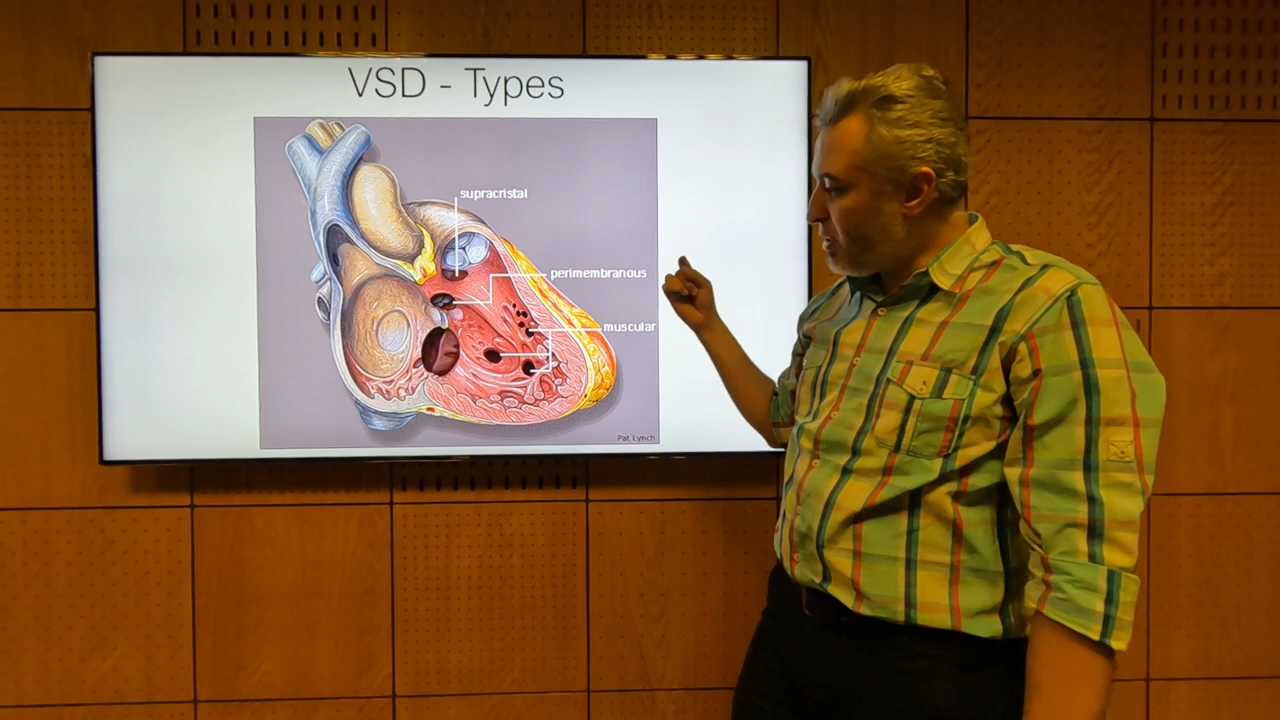 VSD - Types
supracristal
perimembranous
muscular
Pat Lynch